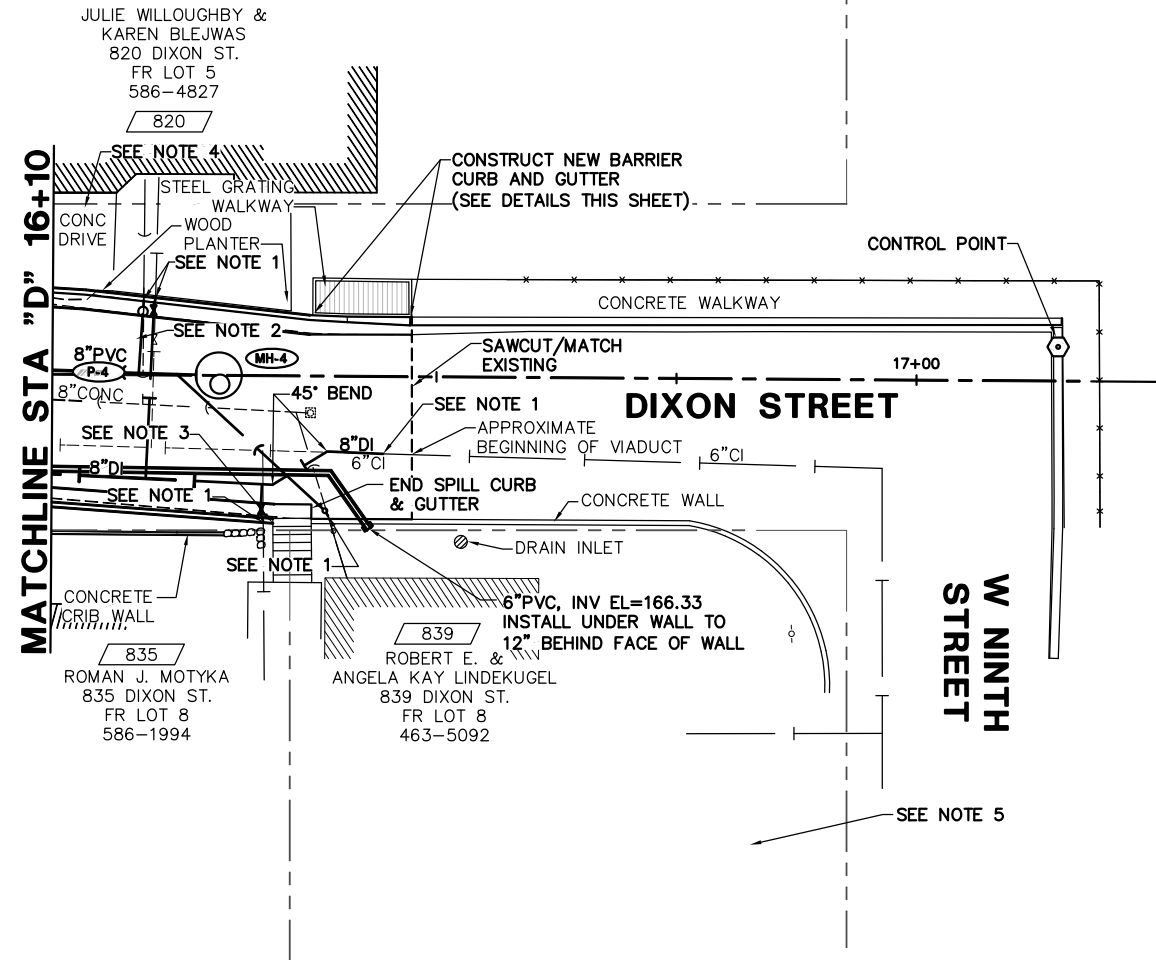 JULIE WILLOUGHBY &
KAREN BLEJWAS
820 DIXON ST.
FR LOT 5
586-4827
820
SEE NOTE 4
STEEL GRATING
WALKWAY
CONC
DRIVE
WOOD
PLANTER
SEE NOTE 1
CONSTRUCT NEW BARRIER
CURB AND GUTTER
(SEE DETAILS THIS SHEET)
CONTROL POINT
CONCRETE WALKWAY
MATCHLINE STA "D" 16+10
SEE NOTE 2
8"PVC
P-4
MH-4
8"CONC
SAWCUT/MATCH
EXISTING
17+00
45° BEND
SEE NOTE 1
DIXON STREET
SEE NOTE 3
APPROXIMATE
BEGINNING OF VIADUCT
8"DI
6"CI
6"CI
8"DI
SEE NOTE 1
END SPILL CURB
& GUTTER
CONCRETE WALL
DRAIN INLET
SEE NOTE 1
CONCRETE
CRIB WALL
6"PVC, INV EL=166.33
INSTALL UNDER WALL TO
12" BEHIND FACE OF WALL
W NINTH
STREET
835
ROMAN J. MOTYKA
835 DIXON ST.
FR LOT 8
586-1994
839
ROBERT E. &
ANGELA KAY LINDEKUGEL
839 DIXON ST.
FR LOT 8
463-5092
SEE NOTE 5